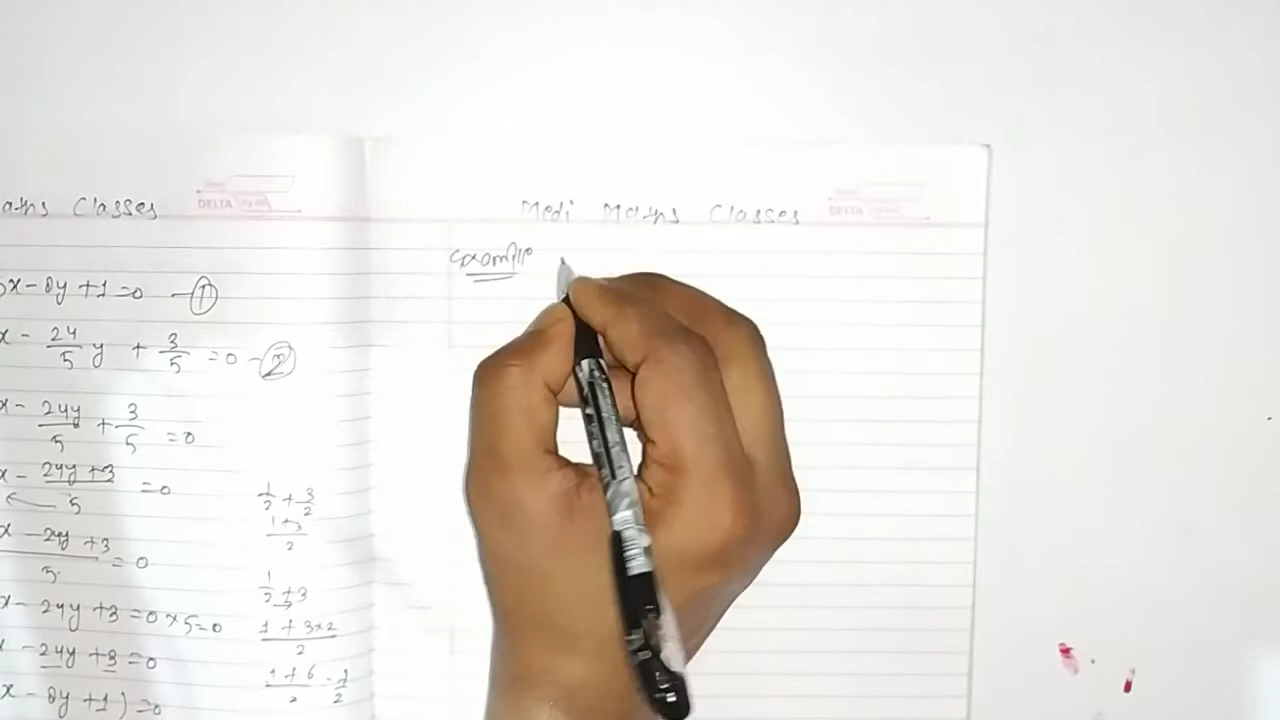 aths Classes
DELTA
x-8y+1=0 -①
x - 24/5 y + 3/5 =0 -②
x - 24y/5 + 3/5 =0
x - 24y+3/5 =0
x - 24y +3/5 =0
x - 24y +3 =0×5=0
- 24y +3 =0
x - 8y +1)=0
1/2 + 3/2
1+3/2
1/2 + 3
1 + 3×2/2
1+6/2
Medi Maths Classes
DELTA
Example